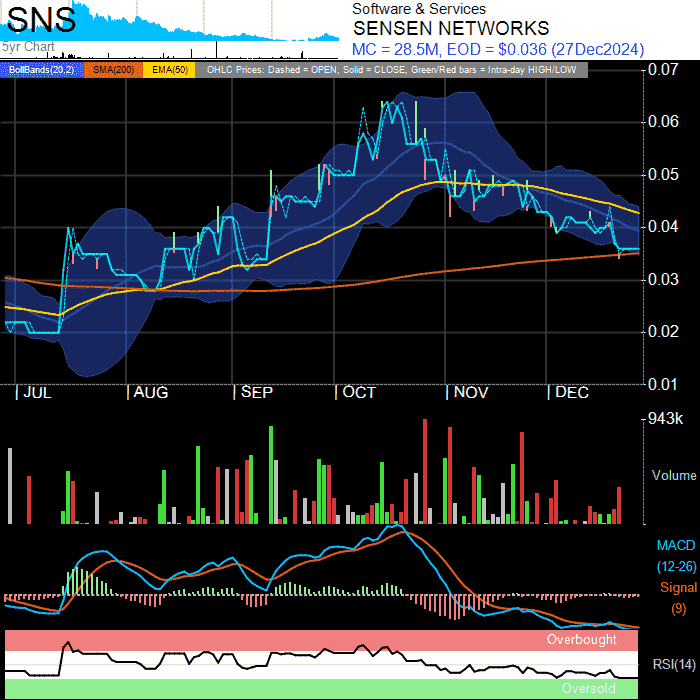 SNS
5yr Chart
Software & Services
SENSEN NETWORKS
MC = 28.5M, EOD = $0.036 (27Dec2024)
BollBands(20,2) SMA(200) EMA(50) OHLC Prices: Dashed = OPEN, Solid = CLOSE, Green/Red bars = Intra-day HIGH/LOW
0.07
0.06
0.05
0.04
0.03
0.02
0.01
JUL AUG SEP OCT NOV DEC
943k
Volume
MACD
(12-26)
Signal
(9)
Overbought
RSI(14)
Oversold